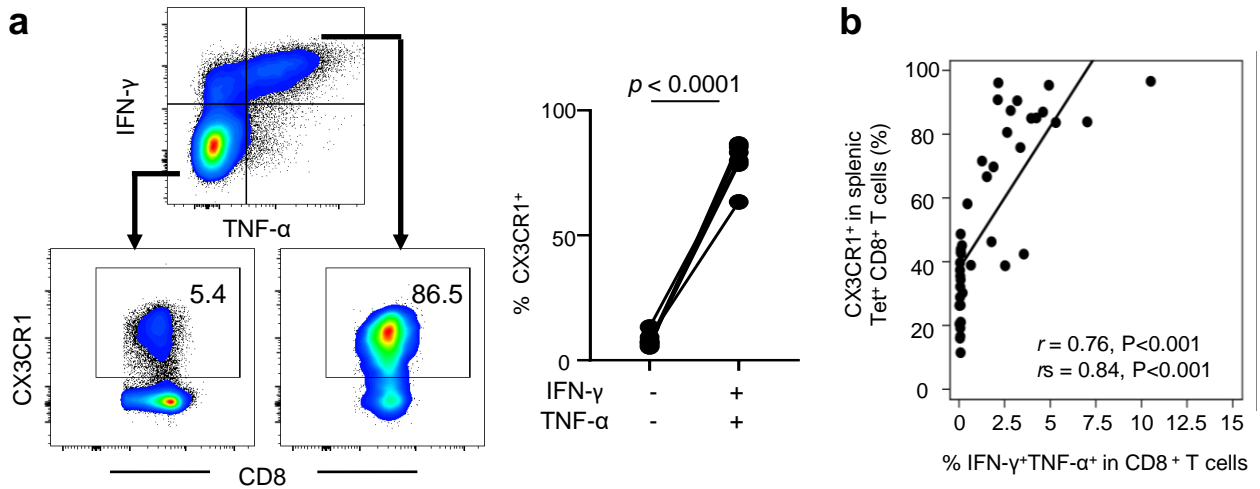 a
IFN-γ
TNF-α
5.4
86.5
CX3CR1
CD8
p < 0.0001
100
50
0
% CX3CR1⁺
IFN-γ - +
TNF-α - +
b
100
80
60
40
20
0
CX3CR1⁺ in splenic
Tet⁺ CD8⁺ T cells (%)
r = 0.76, P<0.001
rs = 0.84, P<0.001
0 2.5 5 7.5 10 12.5 15
% IFN-γ⁺TNF-α⁺ in CD8⁺ T cells